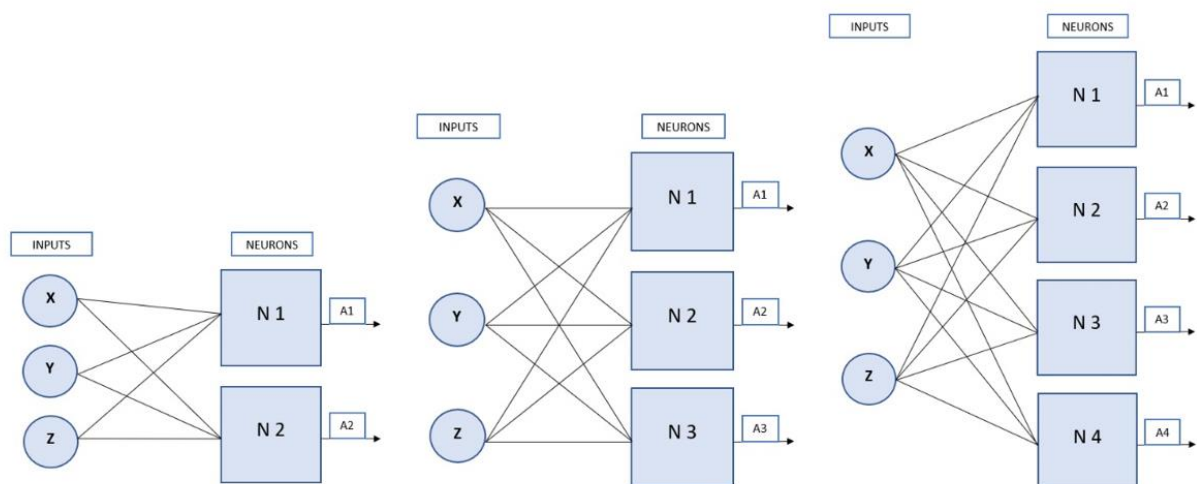 INPUTS
NEURONS
X
Y
Z
N 1
A1
N 2
A2
INPUTS
NEURONS
X
Y
Z
N 1
A1
N 2
A2
N 3
A3
INPUTS
NEURONS
X
Y
Z
N 1
A1
N 2
A2
N 3
A3
N 4
A4